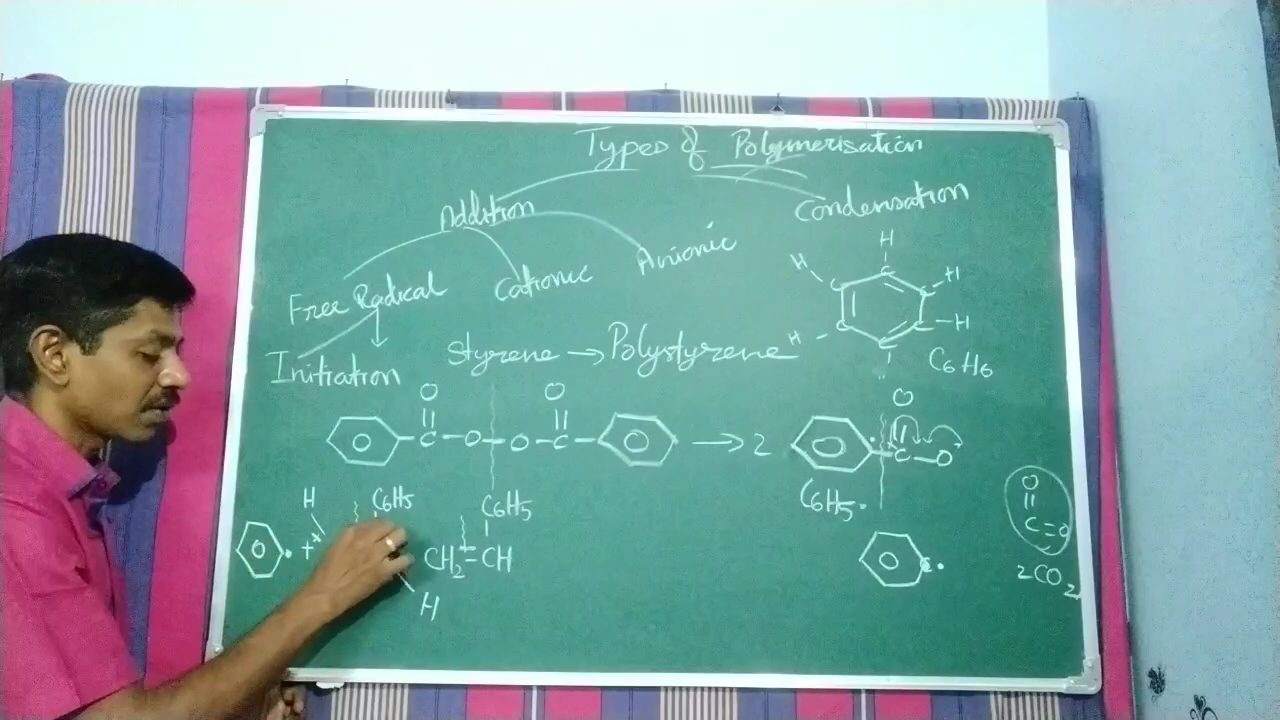 Types of Polymerisation
Addition
Condensation
Free Radical
Cationic
Anionic
Initiation
Styrene → Polystyrene
H
H
H
H
H
C
C
C
C
C
C
C6H6
O
O
C - O - O - C → 2
O
C - O
C6H5.
H
C6H5
C6H5
+
CH2 = CH
H
C.
O
C = O
2CO2